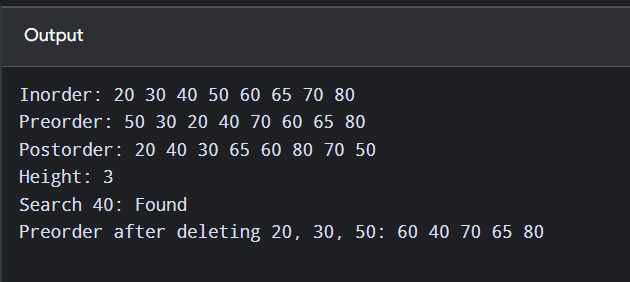 Output
Inorder: 20 30 40 50 60 65 70 80
Preorder: 50 30 20 40 70 60 65 80
Postorder: 20 40 30 65 60 80 70 50
Height: 3
Search 40: Found
Preorder after deleting 20, 30, 50: 60 40 70 65 80